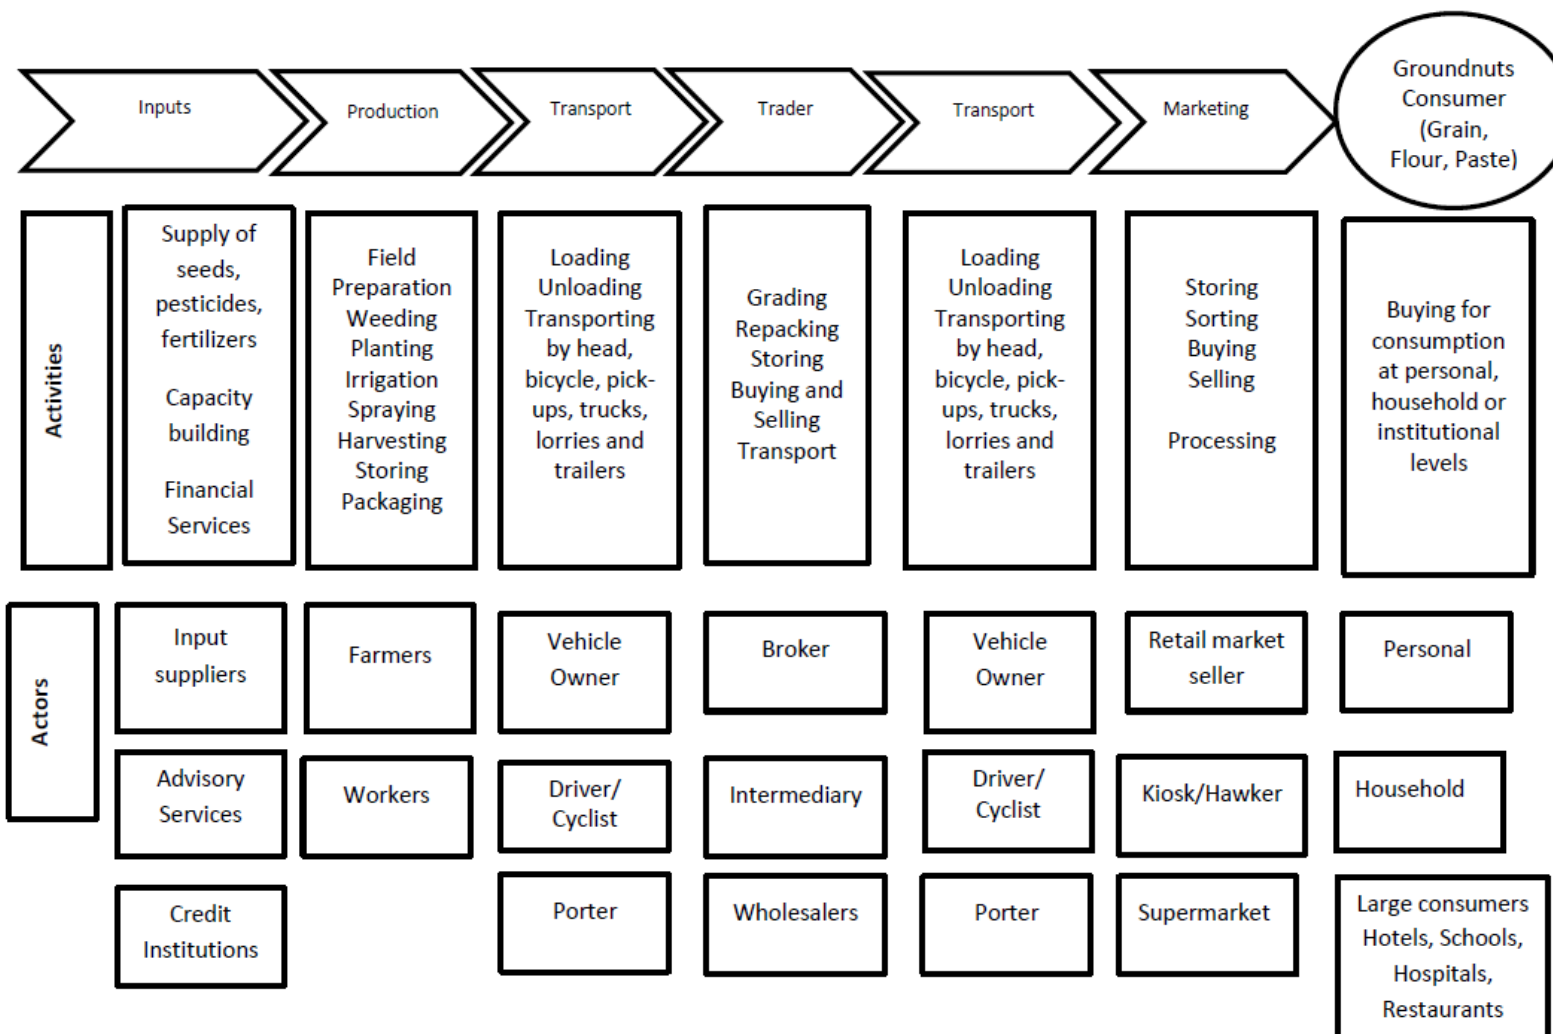 Inputs
Production
Transport
Trader
Transport
Marketing
Groundnuts
Consumer
(Grain,
Flour, Paste)
Activities
Supply of
seeds,
pesticides,
fertilizers
Capacity
building
Financial
Services
Field
Preparation
Weeding
Planting
Irrigation
Spraying
Harvesting
Storing
Packaging
Loading
Unloading
Transporting
by head,
bicycle, pick-
ups, trucks,
lorries and
trailers
Grading
Repacking
Storing
Buying and
Selling
Transport
Loading
Unloading
Transporting
by head,
bicycle, pick-
ups, trucks,
lorries and
trailers
Storing
Sorting
Buying
Selling
Processing
Buying for
consumption
at personal,
household or
institutional
levels
Actors
Input
suppliers
Farmers
Vehicle
Owner
Broker
Vehicle
Owner
Retail market
seller
Personal
Advisory
Services
Workers
Driver/
Cyclist
Intermediary
Driver/
Cyclist
Kiosk/Hawker
Household
Credit
Institutions
Porter
Wholesalers
Porter
Supermarket
Large consumers
Hotels, Schools,
Hospitals,
Restaurants